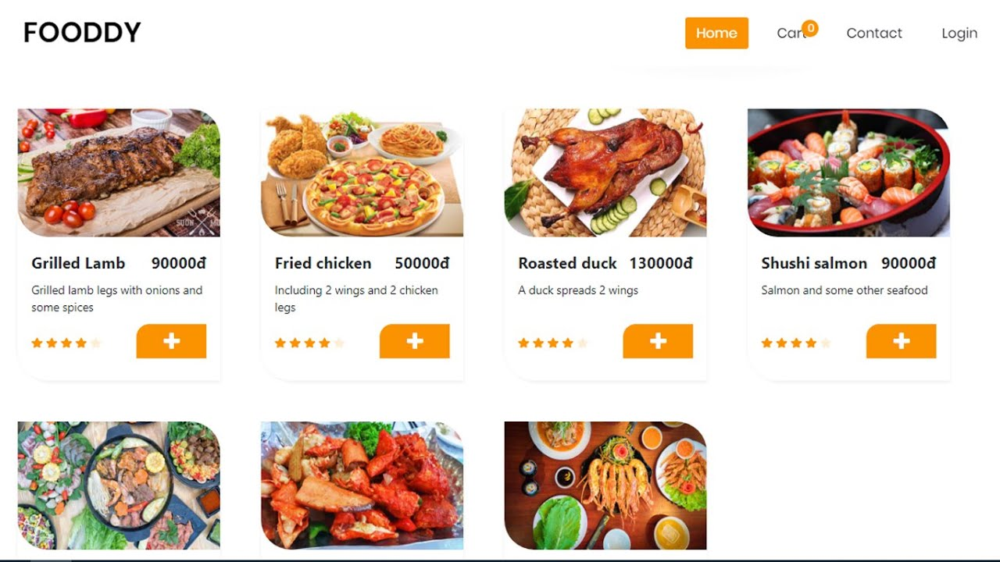 FOODDY
Home
Cart
0
Contact
Login
SUON MU
Grilled Lamb 90000đ
Grilled lamb legs with onions and
some spices
Fried chicken 50000đ
Including 2 wings and 2 chicken
legs
Roasted duck 130000đ
A duck spreads 2 wings
Shushi salmon 90000đ
Salmon and some other seafood